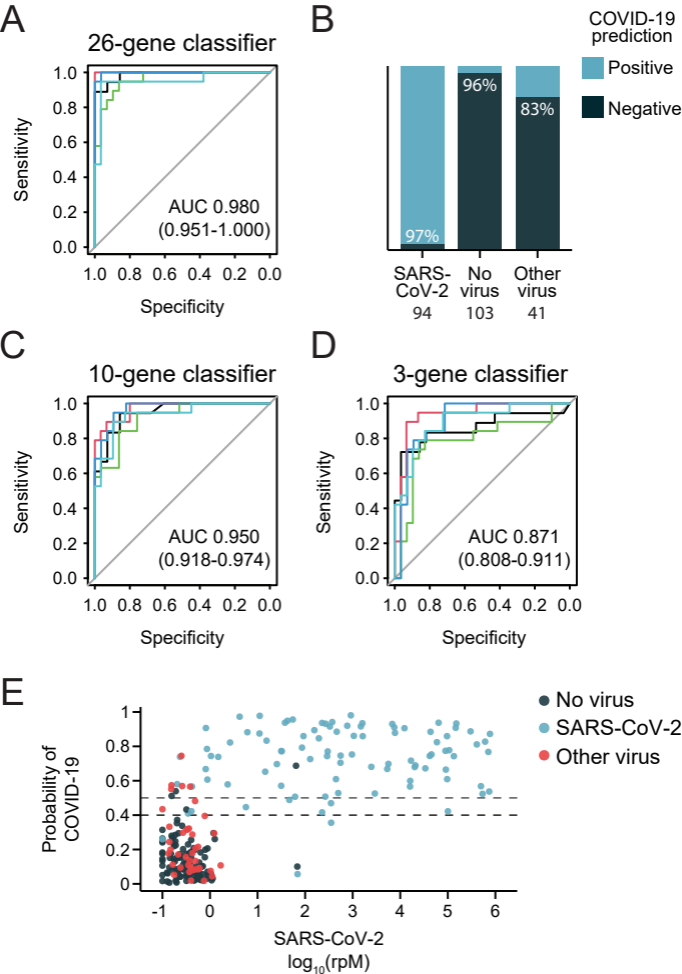 A
26-gene classifier
1.0
0.8
0.6
0.4
0.2
0.0
Sensitivity
AUC 0.980
(0.951-1.000)
1.0 0.8 0.6 0.4 0.2 0.0
Specificity
B
COVID-19
prediction
Positive
Negative
97%
96%
83%
SARS-
CoV-2
94
No
virus
103
Other
virus
41
C
10-gene classifier
1.0
0.8
0.6
0.4
0.2
0.0
Sensitivity
AUC 0.950
(0.918-0.974)
1.0 0.8 0.6 0.4 0.2 0.0
Specificity
D
3-gene classifier
1.0
0.8
0.6
0.4
0.2
0.0
Sensitivity
AUC 0.871
(0.808-0.911)
1.0 0.8 0.6 0.4 0.2 0.0
Specificity
E
Probability of
COVID-19
1
0.8
0.6
0.4
0.2
0
-1 0 1 2 3 4 5 6
SARS-CoV-2
log10(rpM)
No virus
SARS-CoV-2
Other virus